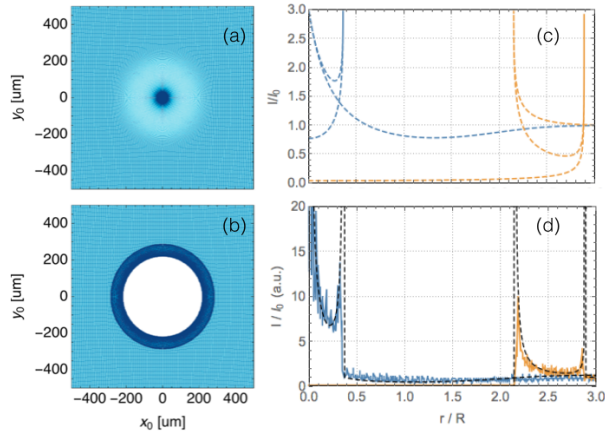 500
400
200
0
-200
-400
y₀ [um]
(a)
400
200
0
-200
-400
y₀ [um]
(b)
-400 -200 0 200 400
x₀ [um]
3.0
2.5
2.0
1.5
1.0
0.5
0.0
I/I₀
(c)
20
15
10
5
0
I / I₀ (a.u.)
(d)
0.0 0.5 1.0 1.5 2.0 2.5 3.0
r / R